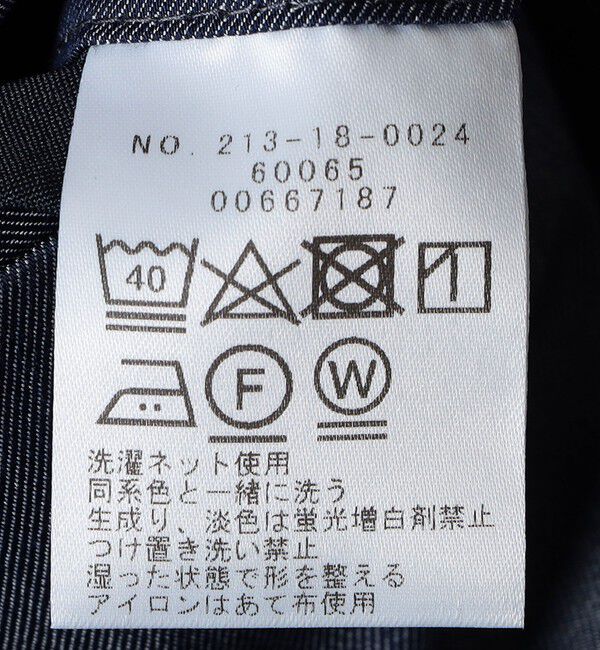 NO. 213-18-0024
60065
00667187
40
F W
洗濯ネット使用
同系色と一緒に洗う
生成り、淡色は蛍光増白剤禁止
つけ置き洗い禁止
湿った状態で形を整える
アイロンはあて布使用